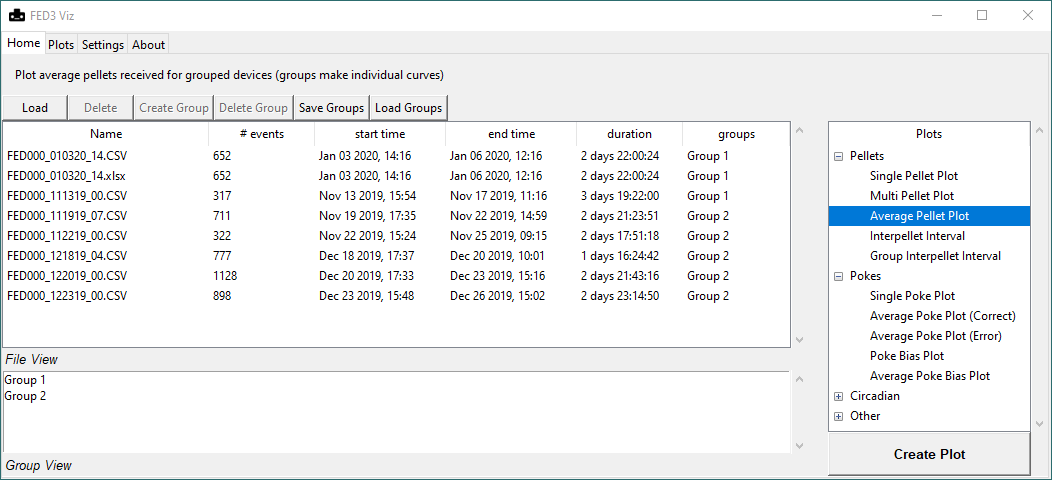 FED3 Viz
Home Plots Settings About
Plot average pellets received for grouped devices (groups make individual curves)
Load Delete Create Group Delete Group Save Groups Load Groups
Name # events start time end time duration groups
FED000_010320_14.CSV 652 Jan 03 2020, 14:16 Jan 06 2020, 12:16 2 days 22:00:24 Group 1
FED000_010320_14.xlsx 652 Jan 03 2020, 14:16 Jan 06 2020, 12:16 2 days 22:00:24 Group 1
FED000_111319_00.CSV 317 Nov 13 2019, 15:54 Nov 17 2019, 11:16 3 days 19:22:00 Group 1
FED000_111919_07.CSV 711 Nov 19 2019, 17:35 Nov 22 2019, 14:59 2 days 21:23:51 Group 2
FED000_112219_00.CSV 322 Nov 22 2019, 15:24 Nov 25 2019, 09:15 2 days 17:51:18 Group 2
FED000_121819_04.CSV 777 Dec 18 2019, 17:37 Dec 20 2019, 10:01 1 days 16:24:42 Group 2
FED000_122019_00.CSV 1128 Dec 20 2019, 17:33 Dec 23 2019, 15:16 2 days 21:43:16 Group 2
FED000_122319_00.CSV 898 Dec 23 2019, 15:48 Dec 26 2019, 15:02 2 days 23:14:50 Group 2
File View
Group 1
Group 2
Group View
Plots
Pellets
Single Pellet Plot
Multi Pellet Plot
Average Pellet Plot
Interpellet Interval
Group Interpellet Interval
Pokes
Single Poke Plot
Average Poke Plot (Correct)
Average Poke Plot (Error)
Poke Bias Plot
Average Poke Bias Plot
Circadian
Other
Create Plot